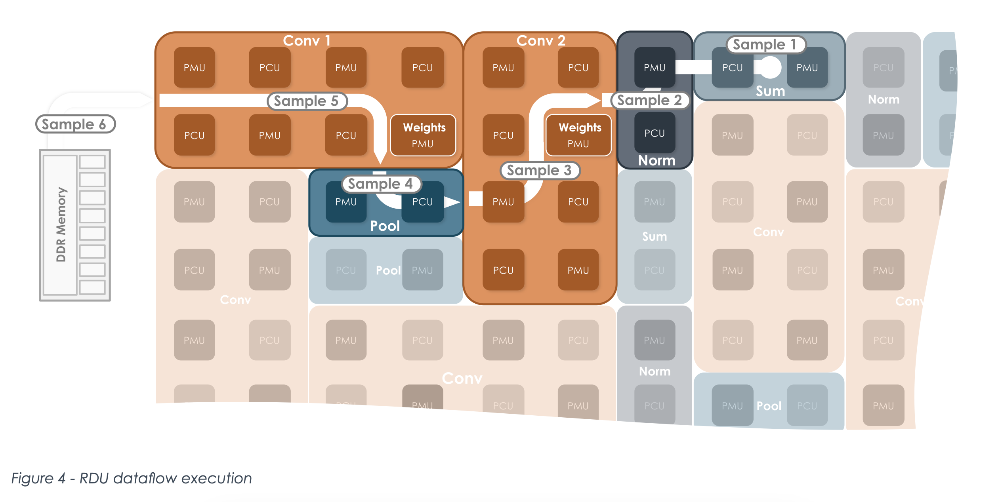 Conv 1
Conv 2
Sample 1
PMU PCU PMU PCU PMU PCU PMU PCU PMU PCU
Sum
Norm
Sample 5
Sample 2
Sample 6
PCU PMU PCU
Weights
PMU
PCU
Weights
PMU
PCU
Norm
PMU PCU PMU
Sample 3
Sample 4
PMU PCU PMU PCU PMU PCU
Pool
PMU PCU PMU PCU
DDR Memory
Sum
Conv
PCU PMU PCU Pool PMU PCU PMU PCU PMU PCU PMU
Conv
PMU PCU PMU PCU PMU PCU PMU PCU PMU PCU
Conv
Norm
PMU PCU PMU PCU PMU Pool PCU PMU
Figure 4 - RDU dataflow execution